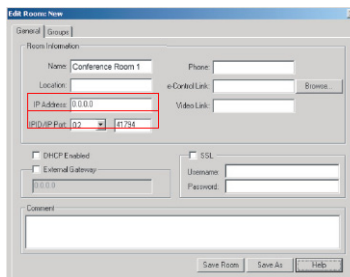 Edit Room: New
General Groups
Room Information
Name: Conference Room 1 Phone:
Location: e-Control Link: Browse...
IP Address: 0.0.0.0 Video Link:
IPID/IP Port: 02 41794
DHCP Enabled SSL
External Gateway Username:
0.0.0.0 Password:
Comment
Save Room Save As Help